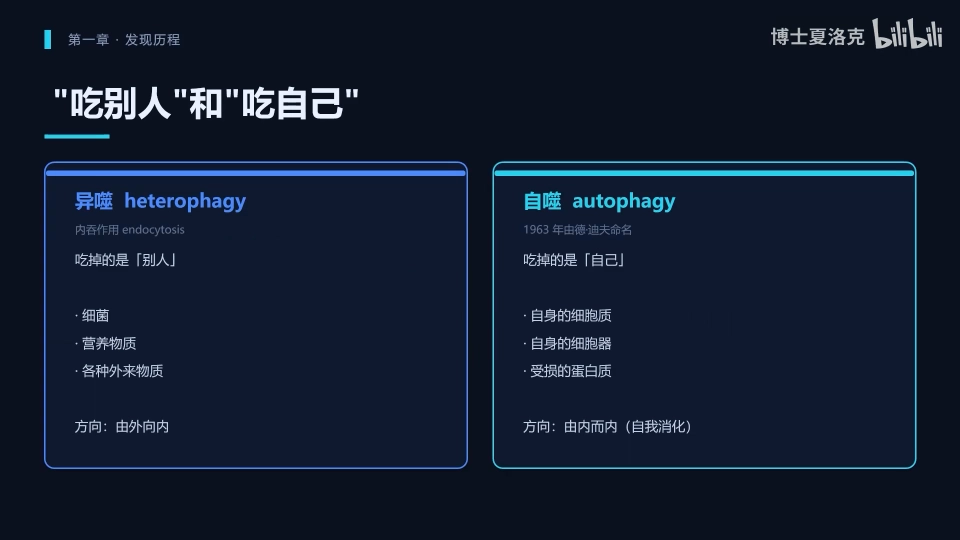 第一章 · 发现历程
博士夏洛克 bilibili
"吃别人"和"吃自己"
异噬 heterophagy
内吞作用 endocytosis
吃掉的是「别人」
· 细菌
· 营养物质
· 各种外来物质
方向：由外向内
自噬 autophagy
1963 年由德·迪夫命名
吃掉的是「自己」
· 自身的细胞质
· 自身的细胞器
· 受损的蛋白质
方向：由内而内（自我消化）